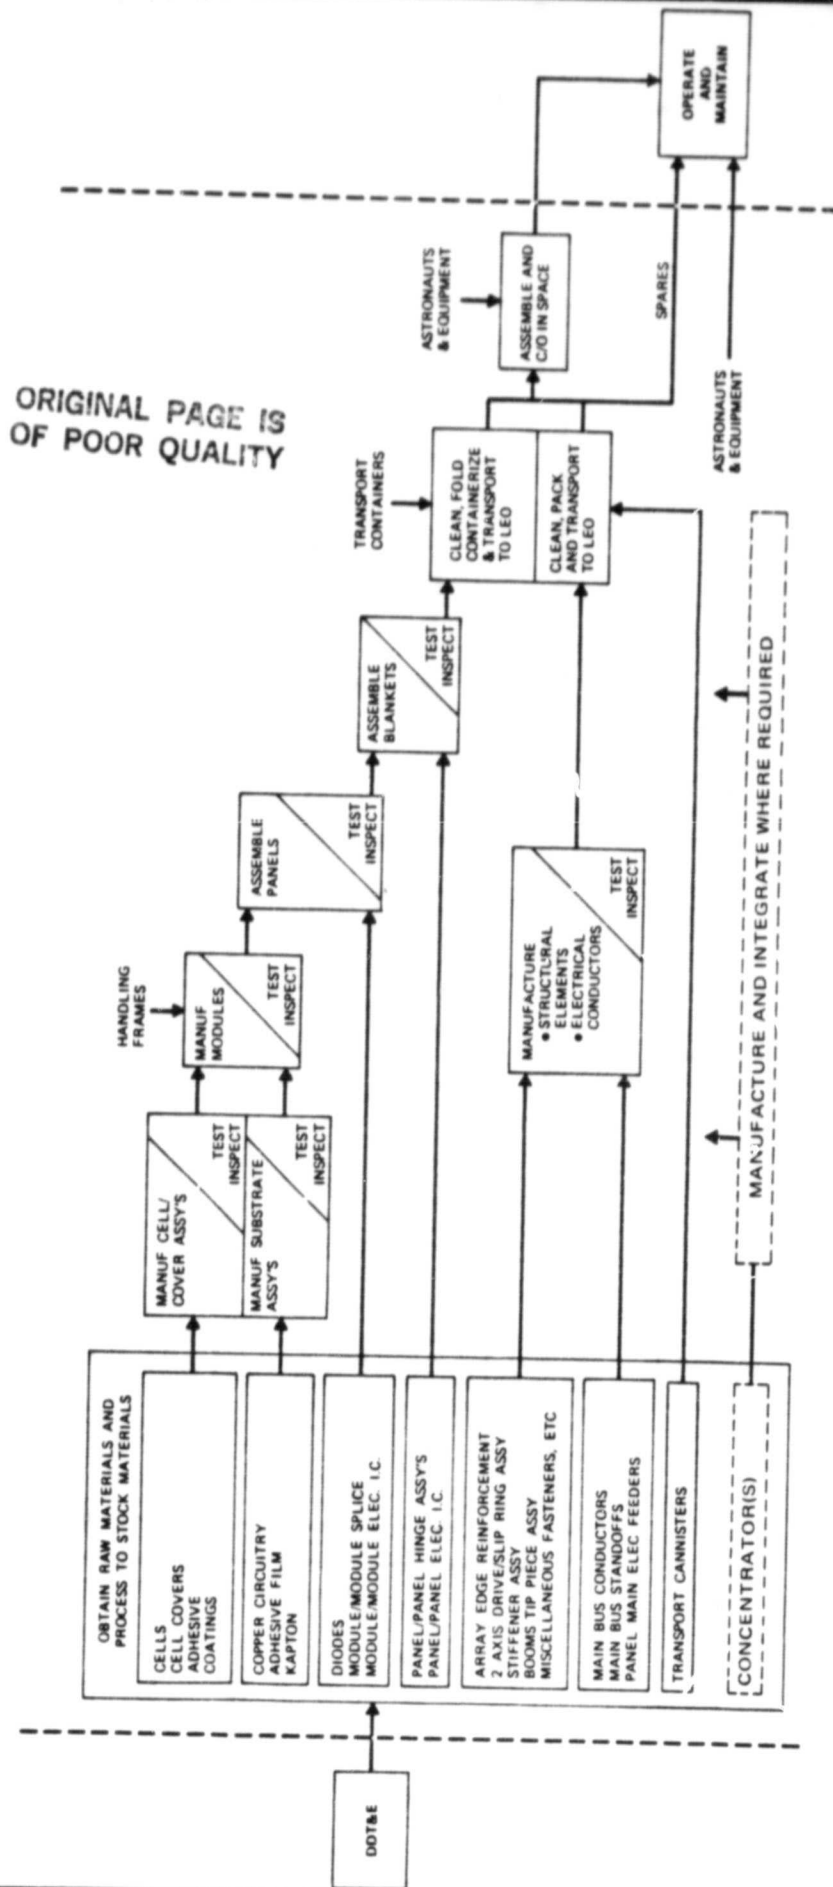 ORIGINAL PAGE IS
OF POOR QUALITY
DDT&E
OBTAIN RAW MATERIALS AND
PROCESS TO STOCK MATERIALS
CELLS
CELL COVERS
ADHESIVE
COATINGS
COPPER CIRCUITRY
ADHESIVE FILM
KAPTON
DIODES
MODULE/MODULE SPLICE
MODULE/MODULE ELEC. I.C.
PANEL/PANEL HINGE ASSY'S
PANEL/PANEL ELEC. I.C.
ARRAY EDGE REINFORCEMENT
2 AXIS DRIVE/SLIP RING ASSY
STIFFENER ASSY
BOOMS TIP PIECE ASSY
MISCELLANEOUS FASTENERS, ETC
MAIN BUS CONDUCTORS
MAIN BUS STANDOFFS
PANEL MAIN ELEC FEEDERS
TRANSPORT CANNISTERS
CONCENTRATOR(S)
MANUF CELL/
COVER ASSY'S
TEST
INSPECT
MANUF SUBSTRATE
ASSY'S
TEST
INSPECT
HANDLING
FRAMES
MANUF
MODULES
TEST
INSPECT
ASSEMBLE
PANELS
TEST
INSPECT
ASSEMBLE
BLANKETS
TEST
INSPECT
MANUFACTURE
• STRUCTURAL
ELEMENTS
• ELECTRICAL
CONDUCTORS
TEST
INSPECT
MANUFACTURE AND INTEGRATE WHERE REQUIRED
TRANSPORT
CONTAINERS
CLEAN, FOLD
CONTAINERIZE
& TRANSPORT
TO LEO
CLEAN, PACK
AND TRANSPORT
TO LEO
ASTRONAUTS
& EQUIPMENT
ASSEMBLE AND
C/O IN SPACE
SPARES
ASTRONAUTS
& EQUIPMENT
OPERATE
AND
MAINTAIN